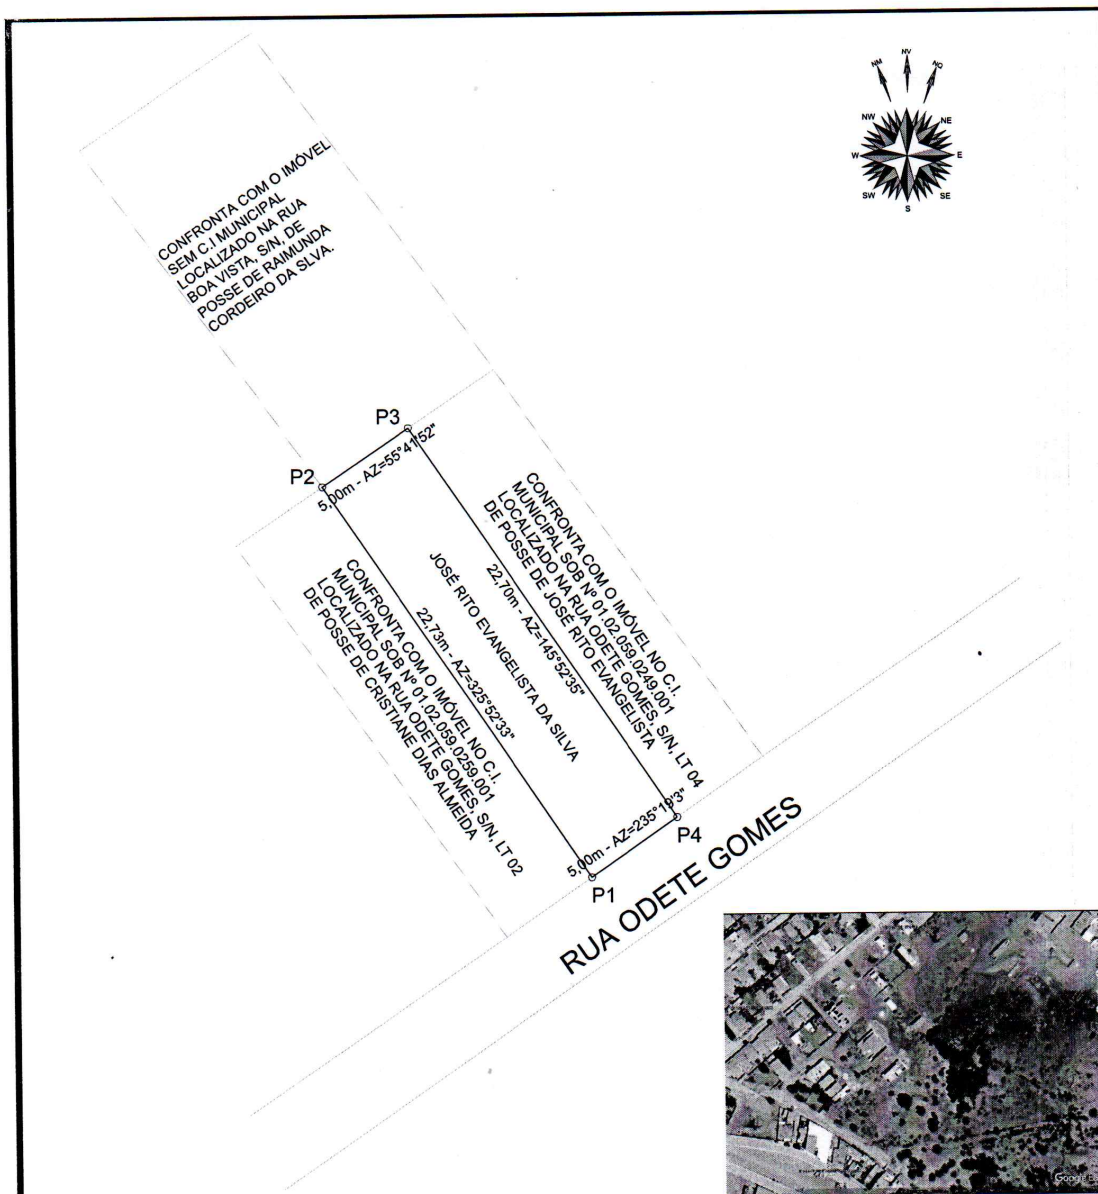 NM
NV
NQ
NW
NE
W
E
SW
SE
S
CONFRONTA COM O IMÓVEL
SEM C.I MUNICIPAL
LOCALIZADO NA RUA
BOA VISTA, S/N, DE
POSSE DE RAIMUNDA
CORDEIRO DA SLVA.
P3
P2
5,00m - AZ=55°41'52"
CONFRONTA COM O IMÓVEL NO C.I.
MUNICIPAL SOB Nº 01.02.059.0249.001
LOCALIZADO NA RUA ODETE GOMES, S/N, LT 04
DE POSSE DE JOSÉ RITO EVANGELISTA
22,70m - AZ=145°52'35"
JOSÉ RITO EVANGELISTA DA SILVA
22,73m - AZ=325°52'33"
CONFRONTA COM O IMÓVEL NO C.I.
MUNICIPAL SOB Nº 01.02.059.0259.001
LOCALIZADO NA RUA ODETE GOMES, S/N, LT 02
DE POSSE DE CRISTIANE DIAS ALMEIDA
5,00m - AZ=235°19'3"
P4
P1
RUA ODETE GOMES
Google